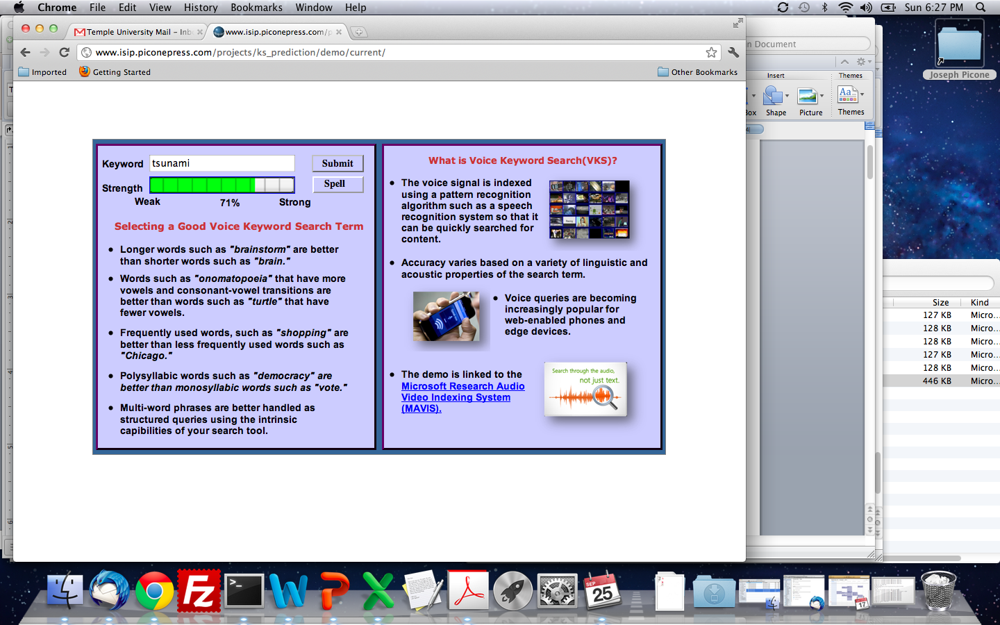 Chrome File Edit View History Bookmarks Window Help Sun 6:27 PM
Temple University Mail – Inb
www.isip.piconepress.com/p
www.isip.piconepress.com/projects/ks_prediction/demo/current/
Imported Getting Started Other Bookmarks
Keyword tsunami Submit
Strength Spell
Weak 71% Strong
Selecting a Good Voice Keyword Search Term
• Longer words such as "brainstorm" are better
than shorter words such as "brain."
• Words such as "onomatopoeia" that have more
vowels and consonant-vowel transitions are
better than words such as "turtle" that have
fewer vowels.
• Frequently used words, such as "shopping" are
better than less frequently used words such as
"Chicago."
• Polysyllabic words such as "democracy" are
better than monosyllabic words such as "vote."
• Multi-word phrases are better handled as
structured queries using the intrinsic
capibilities of your search tool.
What is Voice Keyword Search(VKS)?
• The voice signal is indexed
using a pattern recognition
algorithm such as a speech
recognition system so that it
can be quickly searched for
content.
• Accuracy varies based on a variety of linguistic and
acoustic properties of the search term.
• Voice queries are becoming
increasingly popular for
web-enabled phones and
edge devices.
• The demo is linked to the
Microsoft Research Audio
Video Indexing System
(MAVIS).
Search through the audio,
not just text.
n Document
Insert Themes
Box Shape Picture Themes
Joseph Picone
Size Kind
127 KB Micro...
128 KB Micro...
128 KB Micro...
127 KB Micro...
128 KB Micro...
446 KB Micro...
SEP
25
17